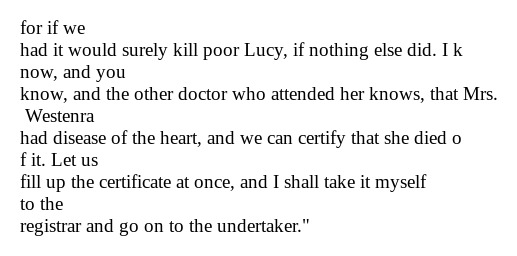 for if we
had it would surely kill poor Lucy, if nothing else did. I k
now, and you
know, and the other doctor who attended her knows, that Mrs.
Westenra
had disease of the heart, and we can certify that she died o
f it. Let us
fill up the certificate at once, and I shall take it myself
to the
registrar and go on to the undertaker."